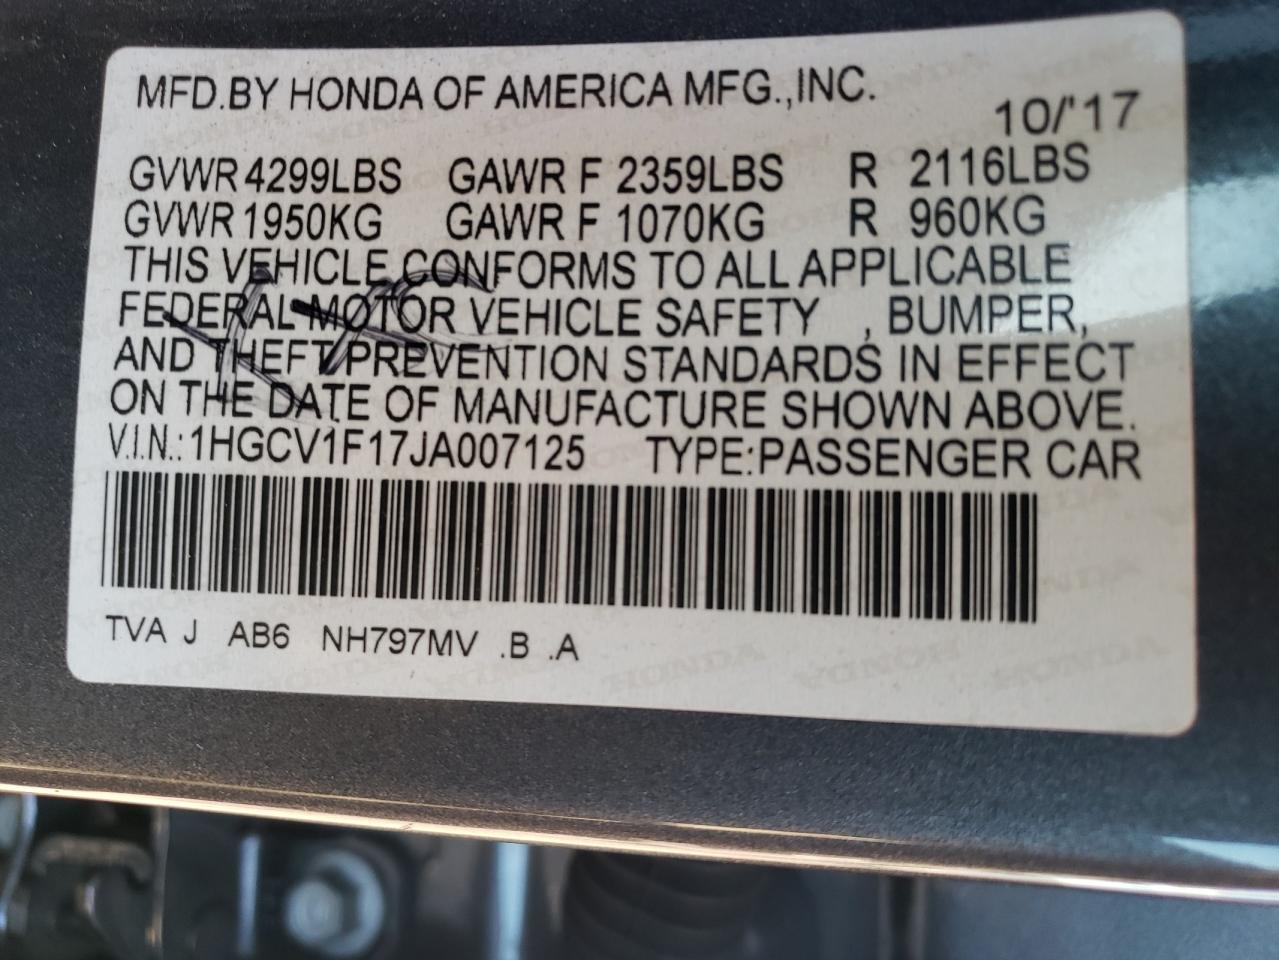 MFD.BY HONDA OF AMERICA MFG.,INC.
10/'17
GVWR 4299LBS GAWR F 2359LBS R 2116LBS
GVWR 1950KG GAWR F 1070KG R 960KG
THIS VEHICLE CONFORMS TO ALL APPLICABLE
FEDERAL MOTOR VEHICLE SAFETY , BUMPER,
AND THEFT PREVENTION STANDARDS IN EFFECT
ON THE DATE OF MANUFACTURE SHOWN ABOVE.
V.I.N.: 1HGCV1F17JA007125 TYPE:PASSENGER CAR
TVA J AB6 NH797MV .B .A